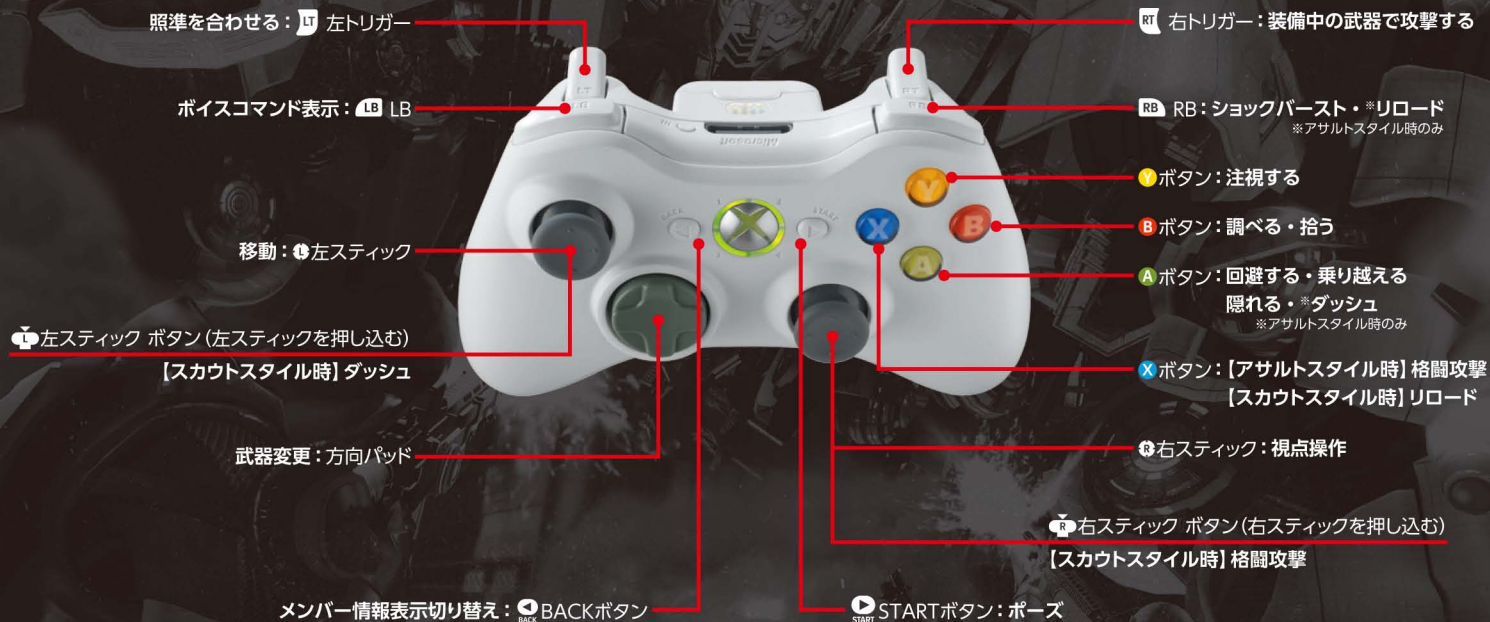 照準を合わせる：LT 左トリガー
ボイスコマンド表示：LB LB
移動：L左スティック
L左スティック ボタン（左スティックを押し込む）
【スカウトスタイル時】ダッシュ
武器変更：方向パッド
メンバー情報表示切り替え：BACK BACKボタン
LT
RT
LB
RB
Microsoft
BACK
START
X
Y
B
A
RT 右トリガー：装備中の武器で攻撃する
RB RB：ショックバースト・※リロード
※アサルトスタイル時のみ
Yボタン：注視する
Bボタン：調べる・拾う
Aボタン：回避する・乗り越える
隠れる・※ダッシュ
※アサルトスタイル時のみ
Xボタン：【アサルトスタイル時】格闘攻撃
【スカウトスタイル時】リロード
R右スティック：視点操作
R右スティック ボタン（右スティックを押し込む）
【スカウトスタイル時】格闘攻撃
START STARTボタン：ポーズ